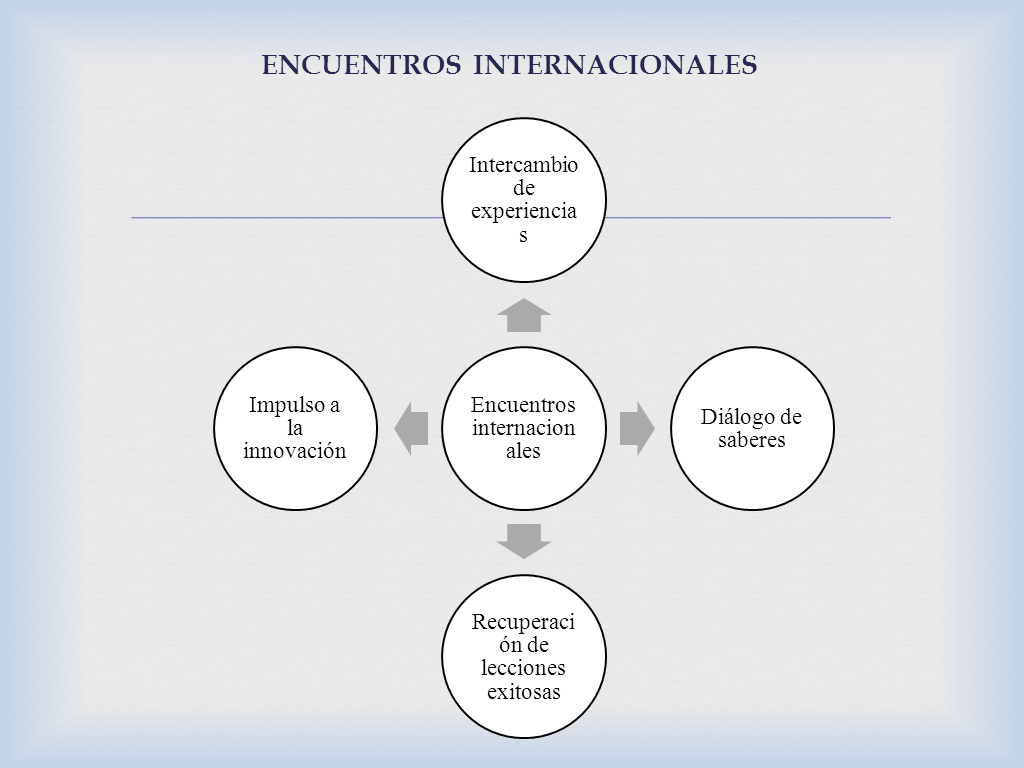 ENCUENTROS INTERNACIONALES
Intercambio
de
experiencia
s
Impulso a
la
innovación
Encuentros
internacion
ales
Diálogo de
saberes
Recuperaci
ón de
lecciones
exitosas